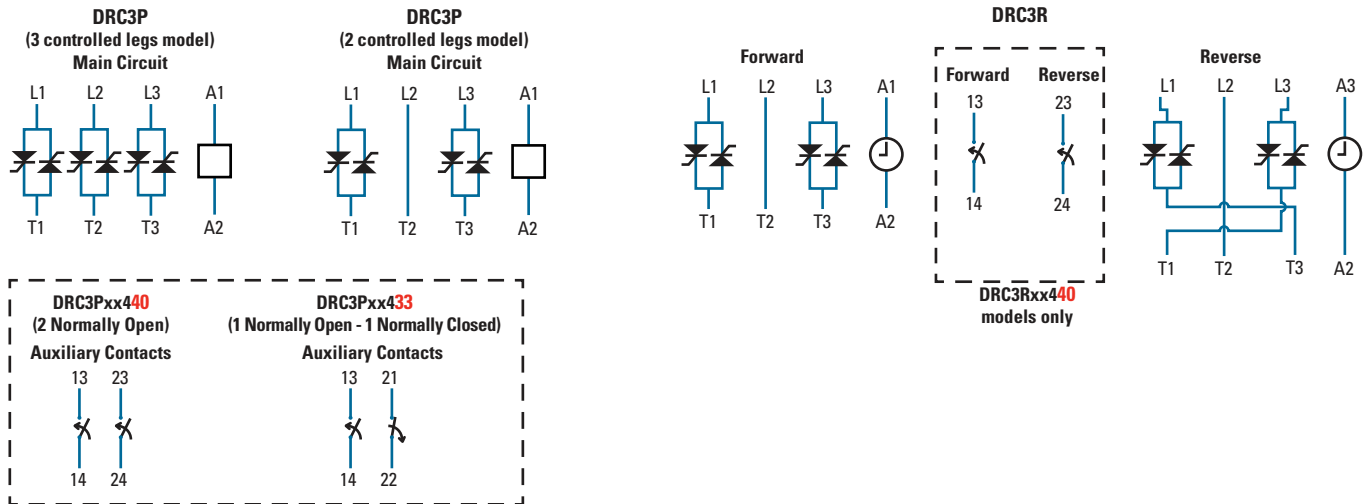 DRC3P
(3 controlled legs model)
Main Circuit
L1 L2 L3 A1
T1 T2 T3 A2
DRC3P
(2 controlled legs model)
Main Circuit
L1 L2 L3 A1
T1 T2 T3 A2
DRC3Pxx440
(2 Normally Open)
Auxiliary Contacts
13 23
14 24
DRC3Pxx433
(1 Normally Open - 1 Normally Closed)
Auxiliary Contacts
13 21
14 22
DRC3R
Forward
L1 L2 L3 A1
T1 T2 T3 A2
Forward Reverse
13 23
14 24
DRC3Rxx440
models only
Reverse
L1 L2 L3 A3
T1 T2 T3 A2